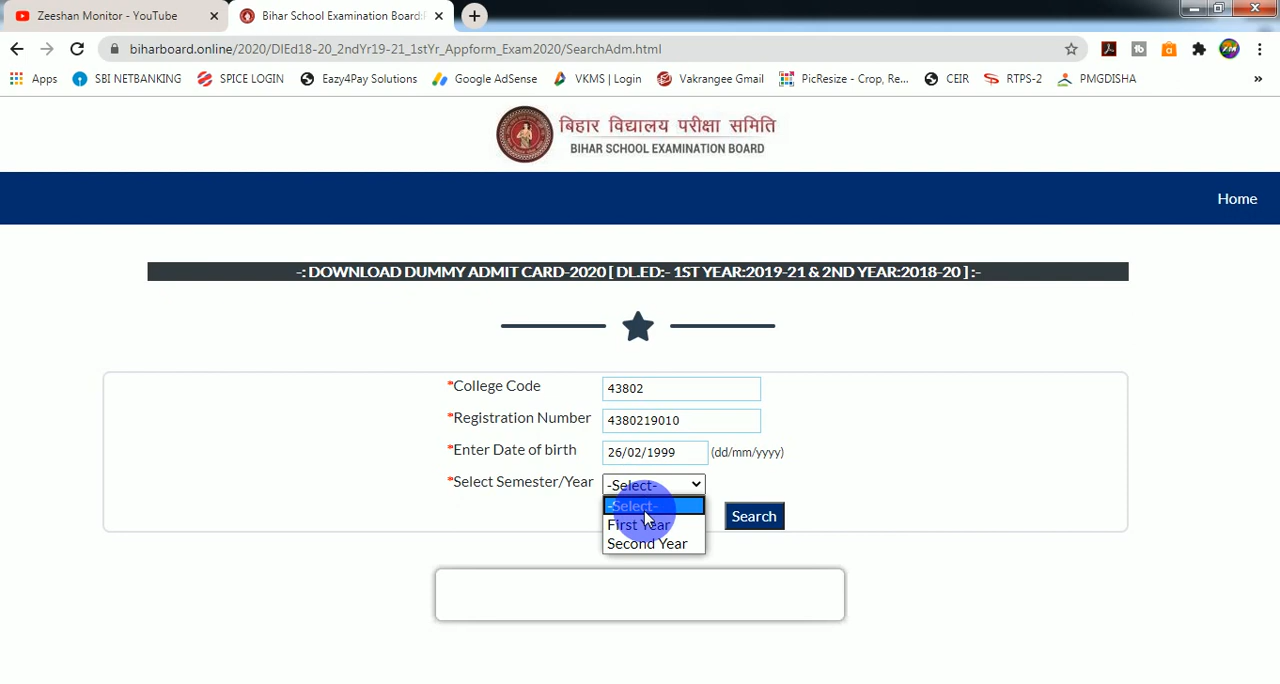 Zeeshan Monitor - YouTube
Bihar School Examination Board:
biharboard.online/2020/DlEd18-20_2ndYr19-21_1stYr_Appform_Exam2020/SearchAdm.html
Apps SBI NETBANKING SPICE LOGIN Eazy4Pay Solutions Google AdSense VKMS | Login Vakrangee Gmail PicResize - Crop, Re... CEIR RTPS-2 PMGDISHA »
बिहार विद्यालय परीक्षा समिति
BIHAR SCHOOL EXAMINATION BOARD
Home
-: DOWNLOAD DUMMY ADMIT CARD-2020 [ DL.ED:- 1ST YEAR:2019-21 & 2ND YEAR:2018-20 ] :-
*College Code 43802
*Registration Number 4380219010
*Enter Date of birth 26/02/1999 (dd/mm/yyyy)
*Select Semester/Year -Select-
-Select-
First Year
Second Year
Search